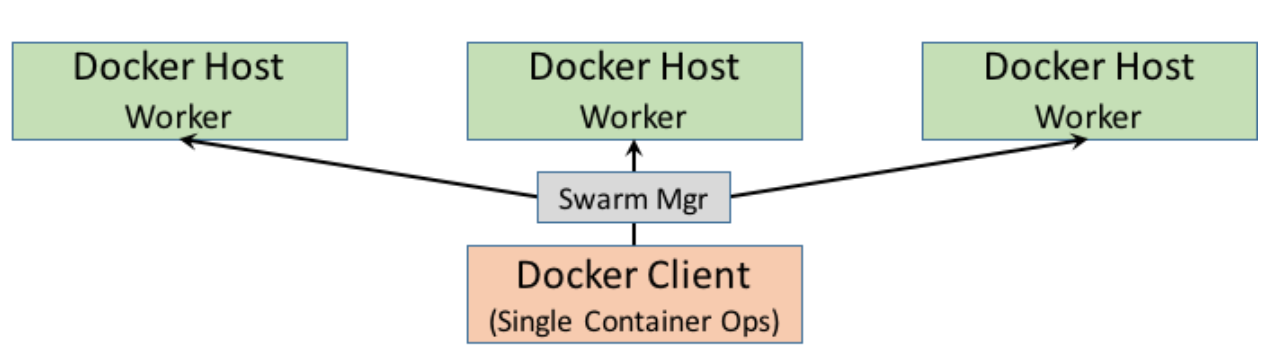 Docker Host
Worker
Docker Host
Worker
Docker Host
Worker
Swarm Mgr
Docker Client
(Single Container Ops)